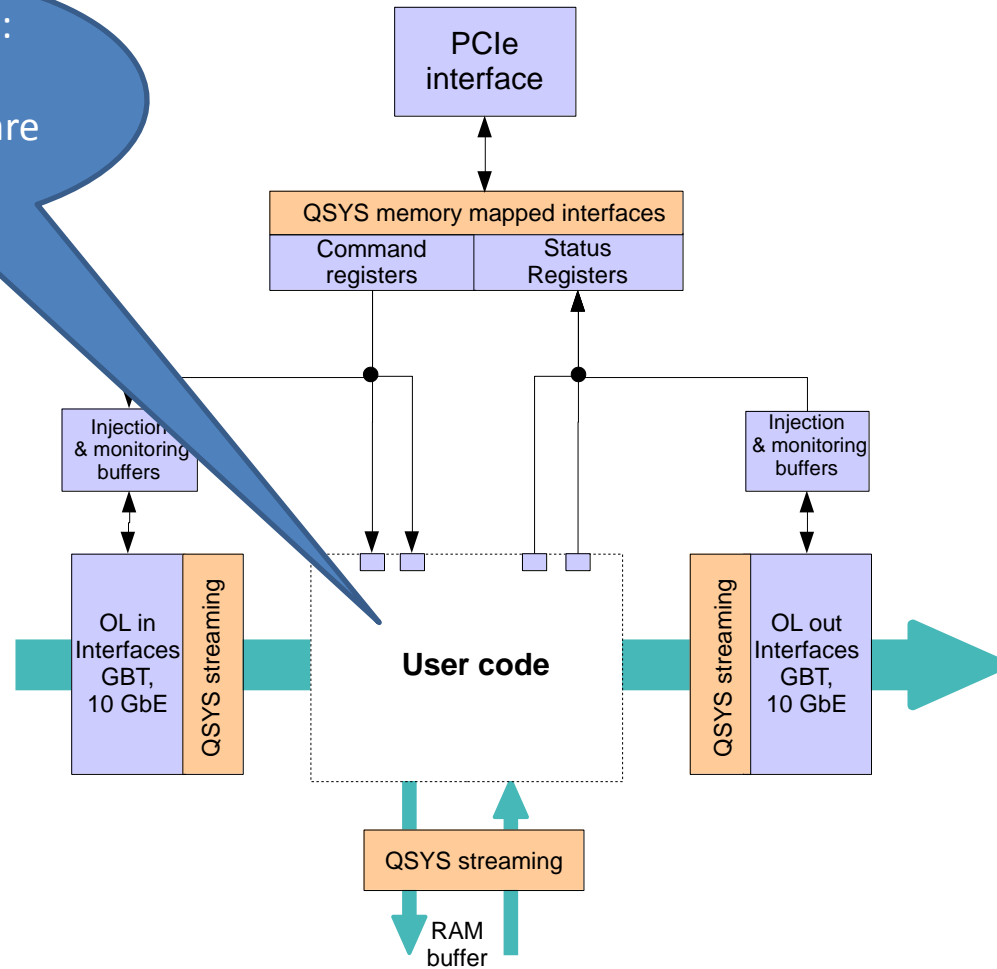 :
PCIe
interface
QSYS memory mapped interfaces
Command
registers
Status
Registers
Injection
& monitoring
buffers
Injection
& monitoring
buffers
OL in
Interfaces
GBT,
10 GbE
QSYS streaming
User code
QSYS streaming
OL out
Interfaces
GBT,
10 GbE
QSYS streaming
RAM
buffer